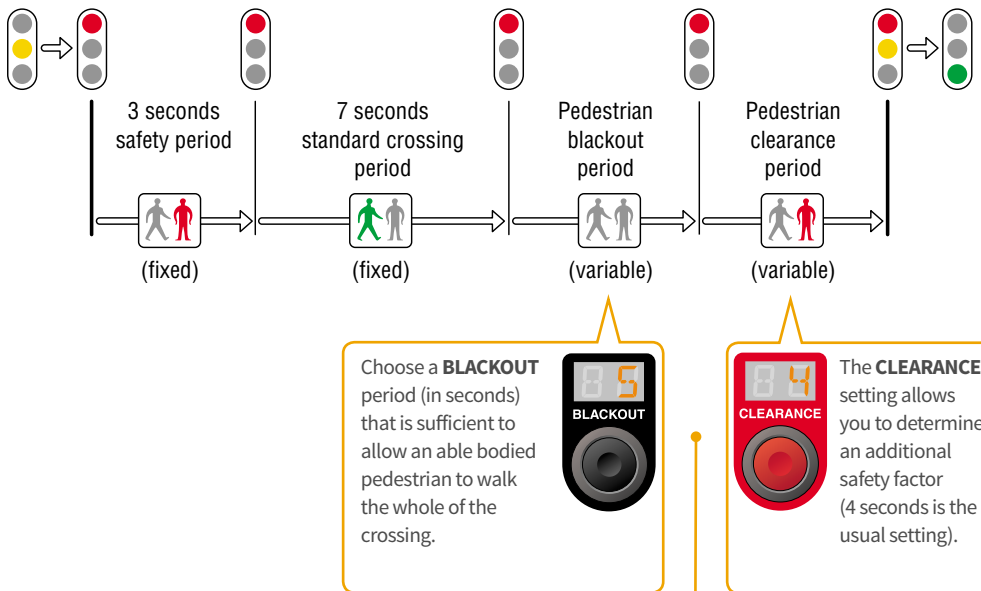 3 seconds
safety period
7 seconds
standard crossing
period
Pedestrian
blackout
period
Pedestrian
clearance
period
(fixed)
(fixed)
(variable)
(variable)
Choose a BLACKOUT
period (in seconds)
that is sufficient to
allow an able bodied
pedestrian to walk
the whole of the
crossing.
5
BLACKOUT
4
CLEARANCE
The CLEARANCE
setting allows
you to determine
an additional
safety factor
(4 seconds is the
usual setting).